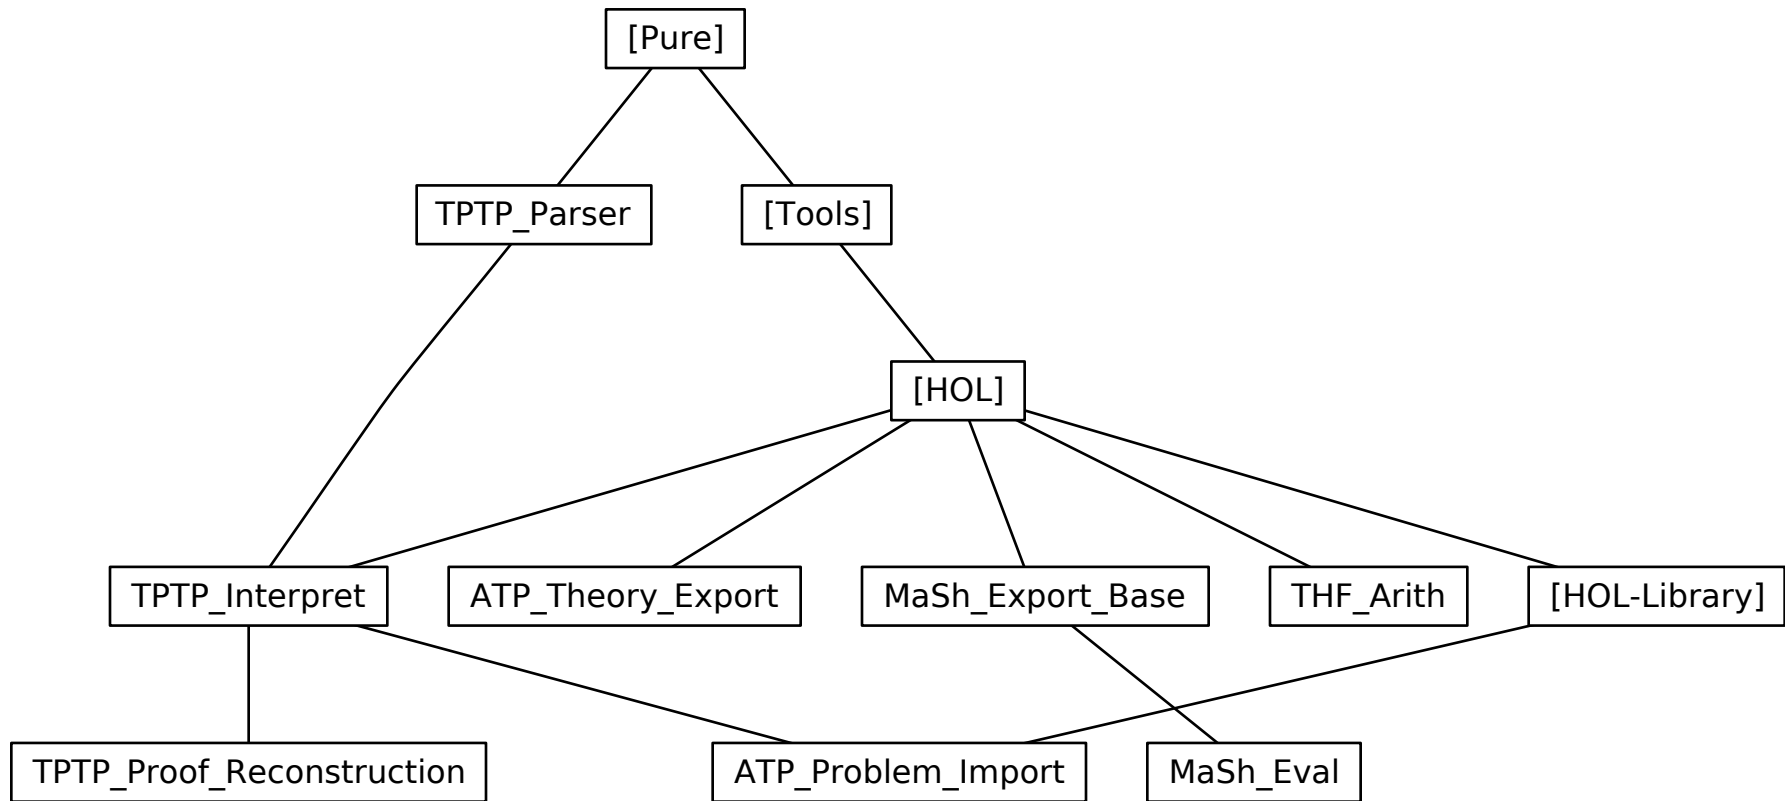 [Pure]
TPTP_Parser
[Tools]
[HOL]
TPTP_Interpret
ATP_Theory_Export
MaSh_Export_Base
THF_Arith
[HOL-Library]
TPTP_Proof_Reconstruction
ATP_Problem_Import
MaSh_Eval